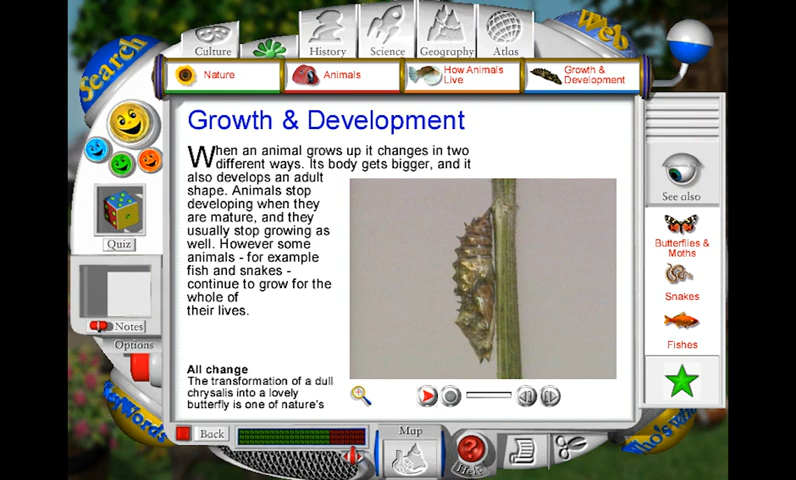 Culture
History
Science
Geography
Atlas
Search
Web
Nature
Animals
How Animals
Live
Growth &
Development
Growth & Development
When an animal grows up it changes in two
different ways. Its body gets bigger, and it
also develops an adult
shape. Animals stop
developing when they
are mature, and they
usually stop growing as
well. However some
animals - for example
fish and snakes -
continue to grow for the
whole of
their lives.
All change
The transformation of a dull
chrysalis into a lovely
butterfly is one of nature's
Quiz
Notes
Options
See also
Butterflies &
Moths
Snakes
Fishes
Back
Map
Help